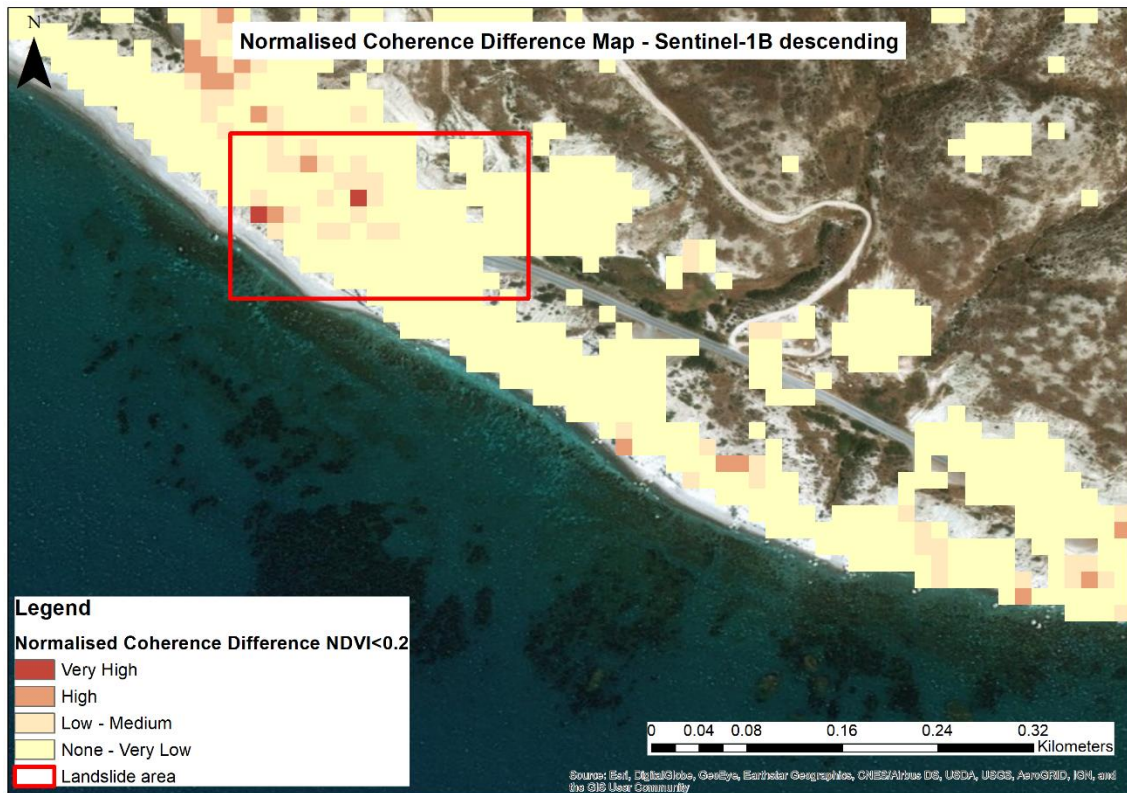 N
Normalised Coherence Difference Map - Sentinel-1B descending
Legend
Normalised Coherence Difference NDVI<0.2
Very High
High
Low - Medium
None - Very Low
Landslide area
0 0.04 0.08 0.16 0.24 0.32
Kilometers
Source: Esri, DigitalGlobe, GeoEye, Earthstar Geographics, CNES/Airbus DS, USDA, USGS, AeroGRID, IGN, and
the GIS User Community